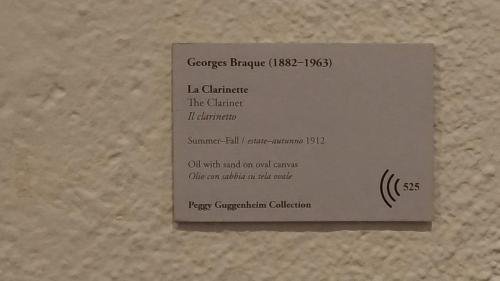 Georges Braque (1882–1963)
La Clarinette
The Clarinet
Il clarinetto
Summer–Fall / estate–autunno 1912
Oil with sand on oval canvas
Olio con sabbia su tela ovale
525
Peggy Guggenheim Collection